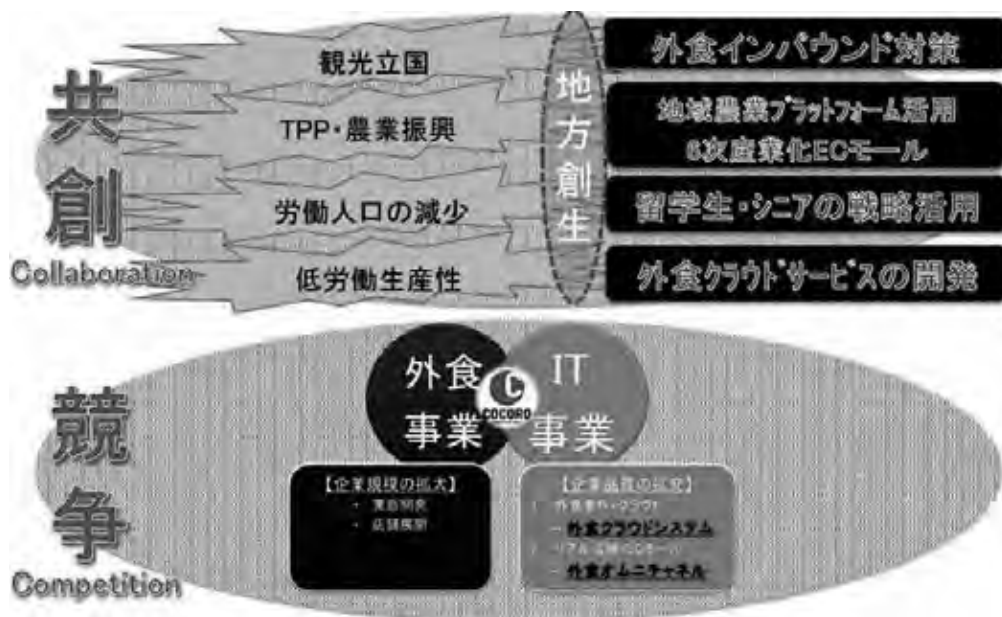 共創
Collaboration
観光立国
TPP・農業振興
労働人口の減少
低労働生産性
地方創生
外食インバウンド対策
地域農業プラットフォーム活用
6次産業化ECモール
留学生・シニアの戦略活用
外食クラウドサービスの開発
競争
Competition
外食
事業
IT
事業
C
COCORO
【企業規模の拡大】
・店舗展開
【企業品質の拡充】
－外食クラウドシステム
－外食オムニチャネル